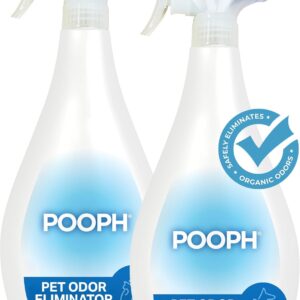 SAFELY ELIMINATES
ORGANIC ODORS
POOPH®
POOPH®
PET ODOR
ELIMINATOR